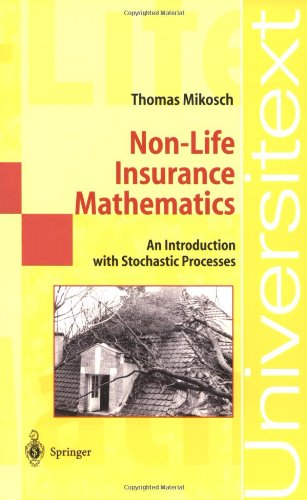 Thomas Mikosch
Non-Life
Insurance
Mathematics
An Introduction
with Stochastic Processes
Springer
Universitext